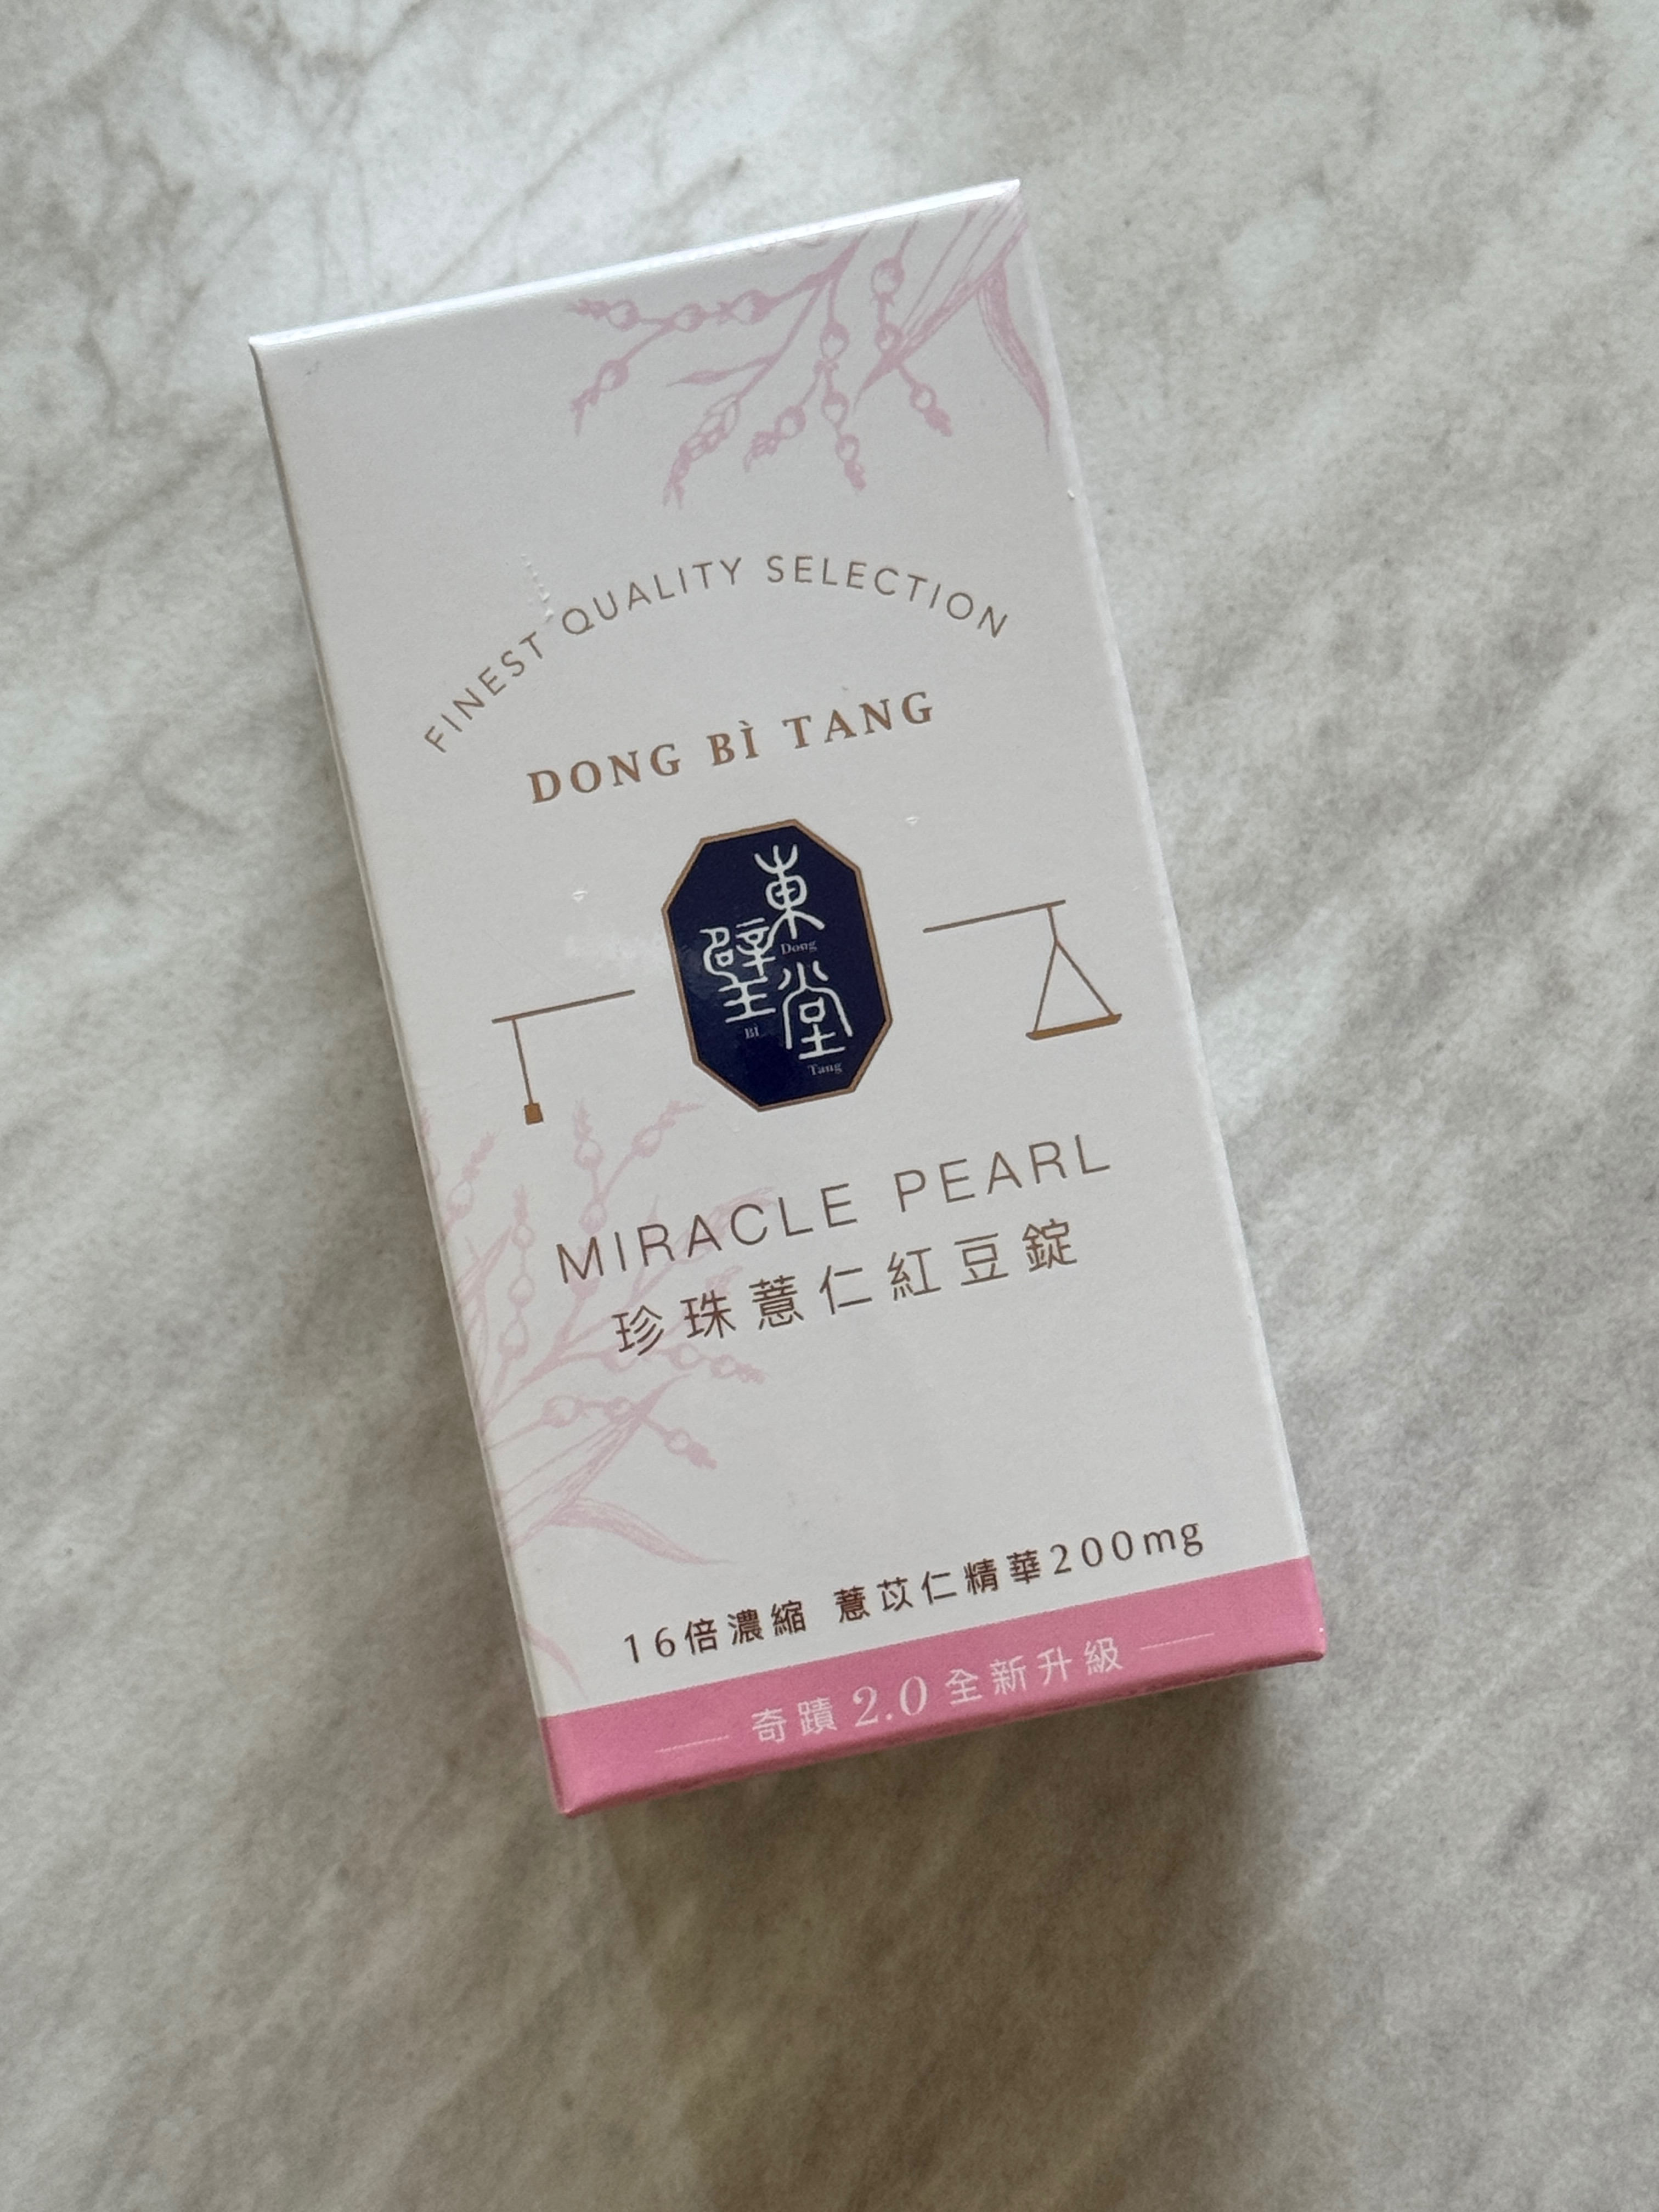 FINEST QUALITY SELECTION
DONG BÌ TANG
東
Dong
壁
Bì
堂
Tang
MIRACLE PEARL
珍珠薏仁紅豆錠
16倍濃縮 薏苡仁精華200mg
奇蹟 2.0 全新升級